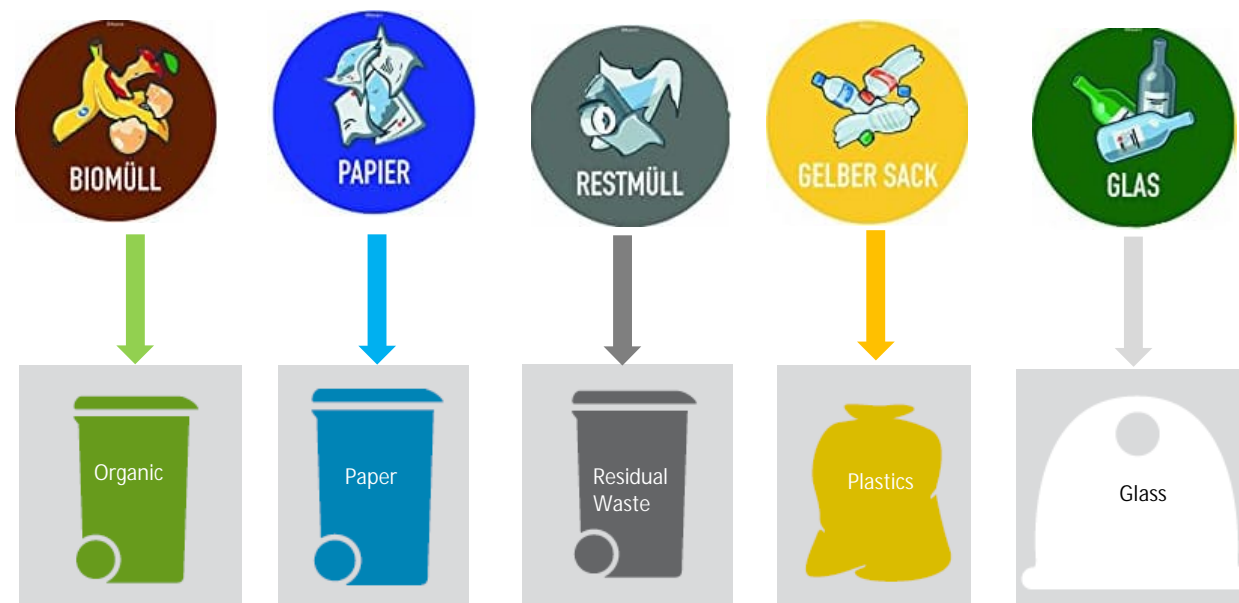 BIOMÜLL
PAPIER
RESTMÜLL
GELBER SACK
GLAS
Organic
Paper
Residual
Waste
Plastics
Glass